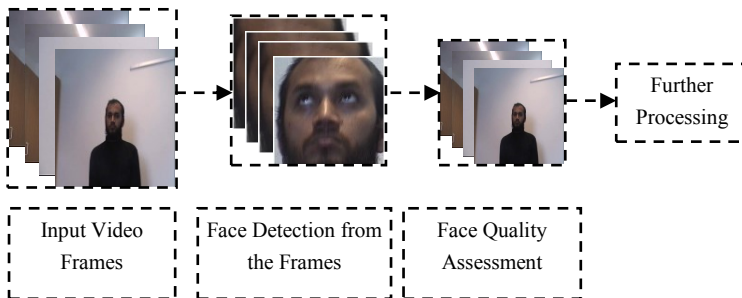 Further
Processing
Input Video
Frames
Face Detection from
the Frames
Face Quality
Assessment